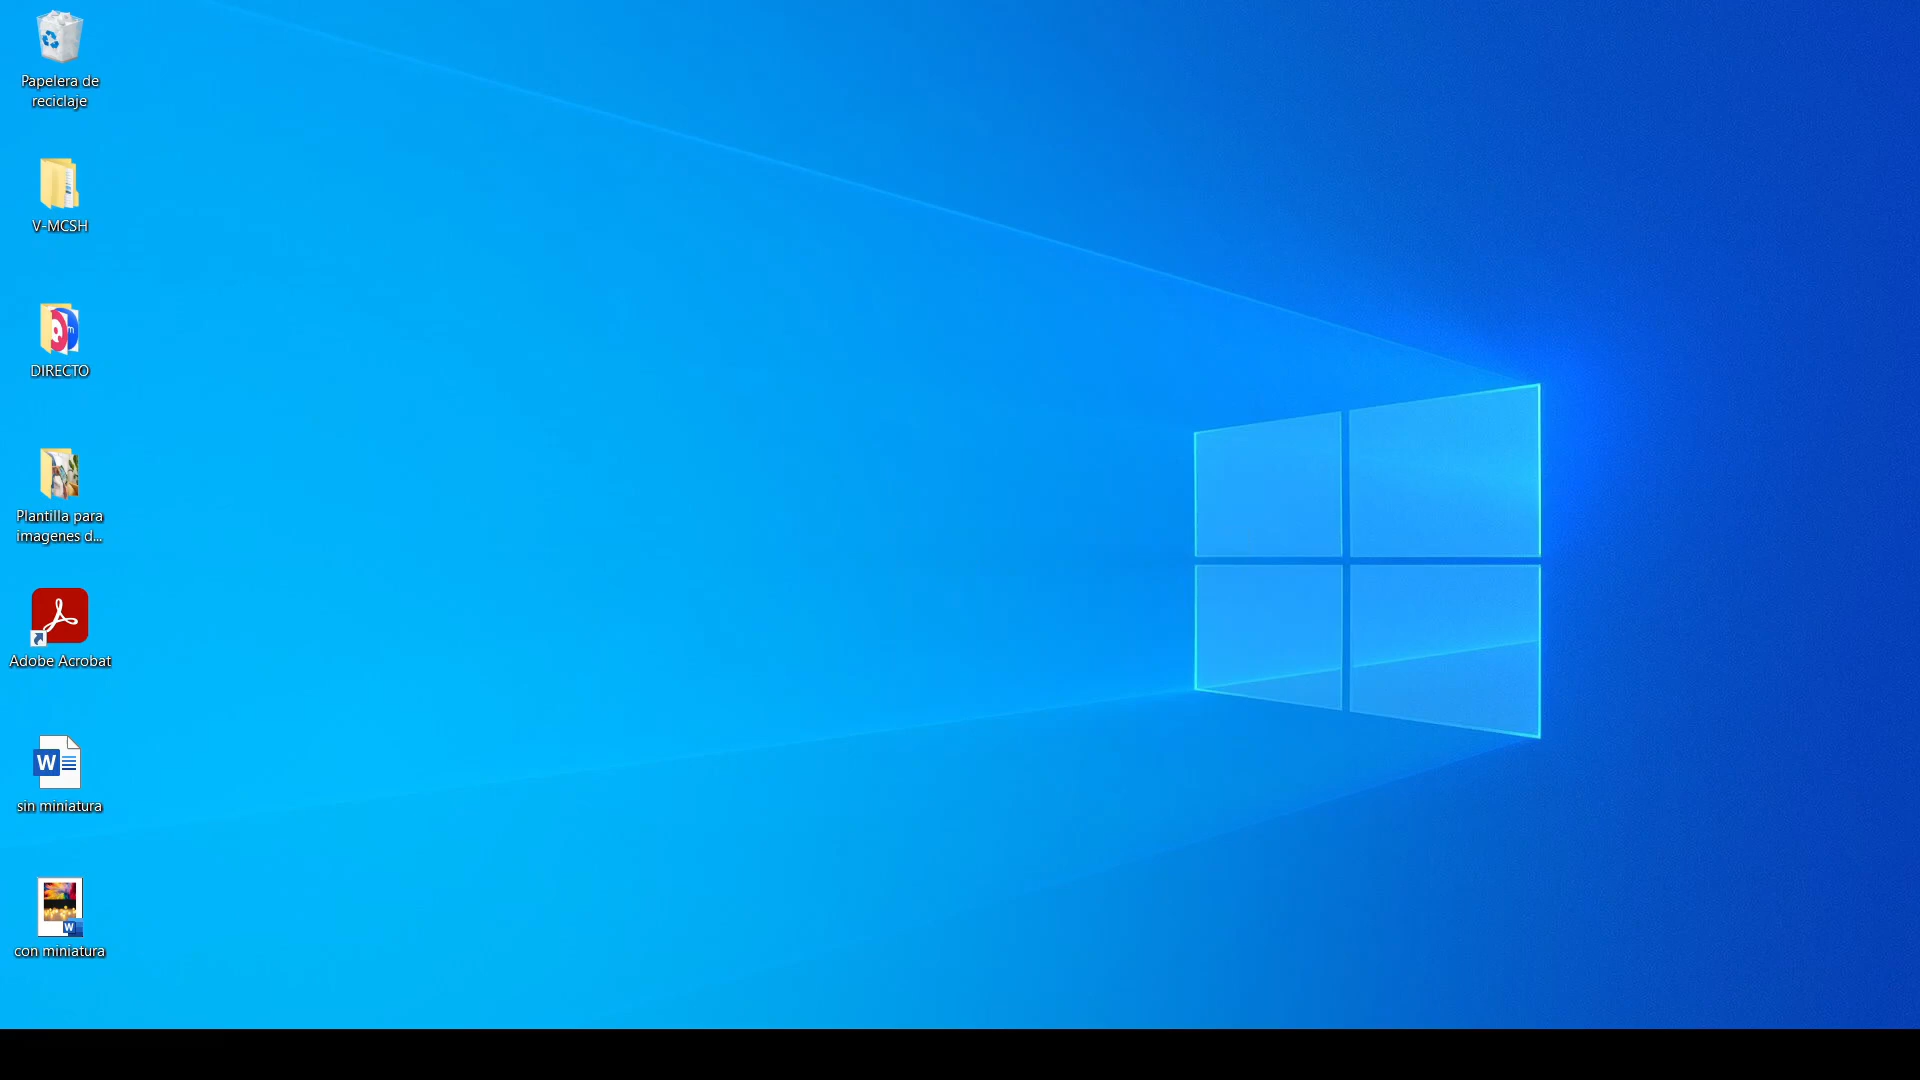 Papelera de
reciclaje
V-MCSH
DIRECTO
Plantilla para
imagenes d...
Adobe Acrobat
W
sin miniatura
W
con miniatura